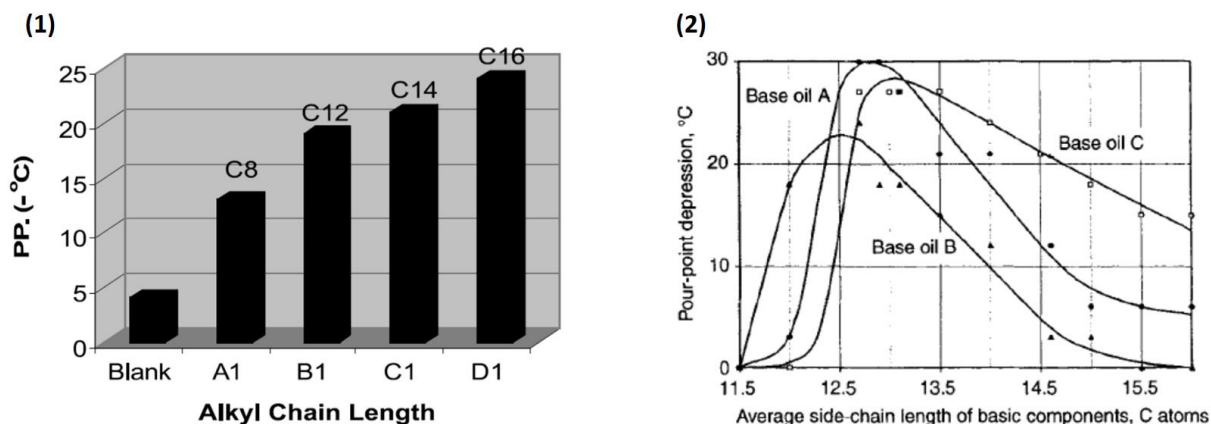 (1)
25
20
15
10
5
0
PP. (- °C)
C8
C12
C14
C16
Blank
A1
B1
C1
D1
Alkyl Chain Length
(2)
30
20
10
0
Pour-point depression, °C
Base oil A
Base oil B
Base oil C
11.5
12.5
13.5
14.5
15.5
Average side-chain length of basic components, C atoms